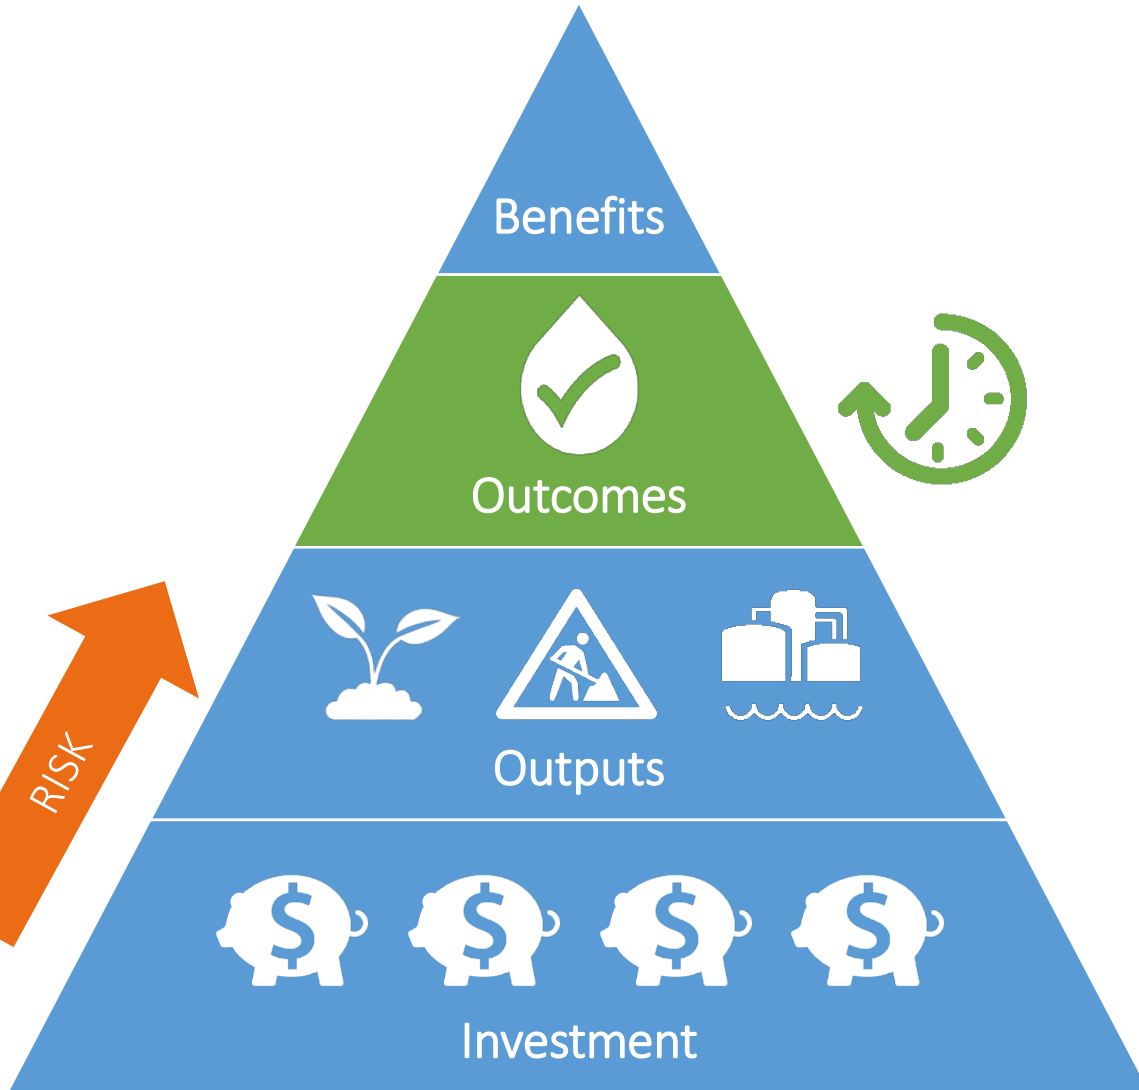 Benefits
Outcomes
RISK
Outputs
$ $ $ $
Investment